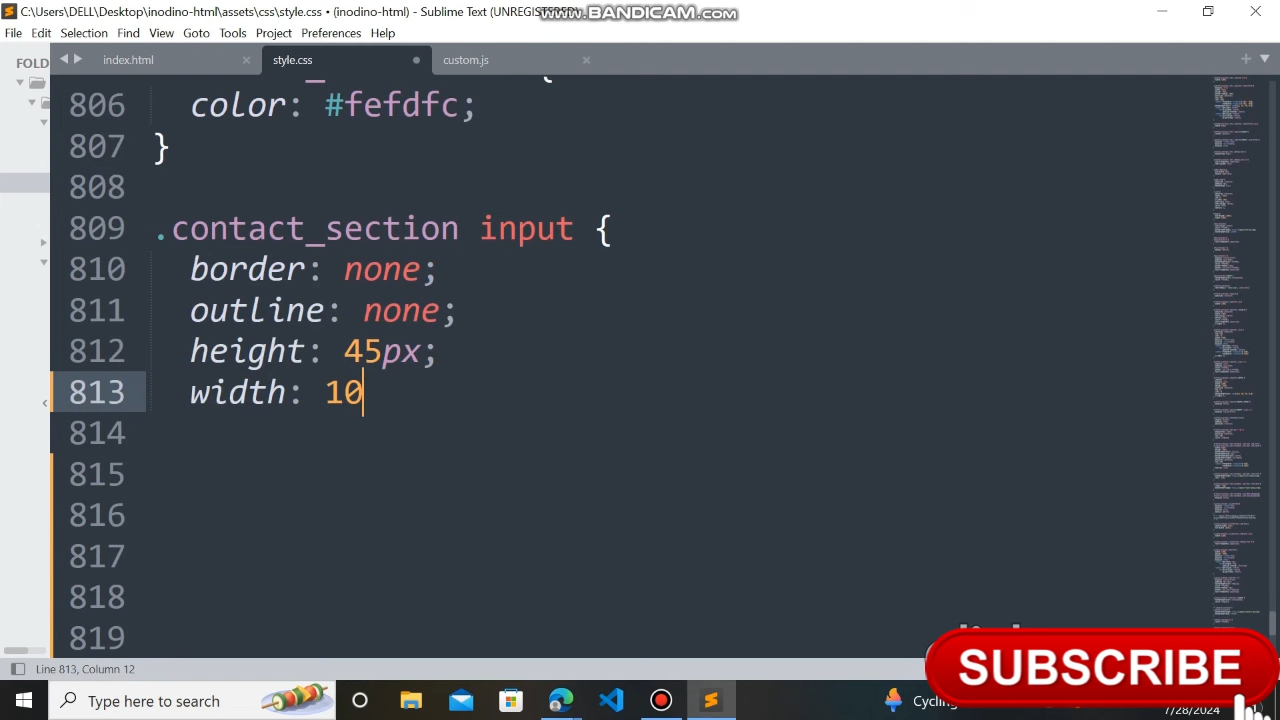 C:\Users\DELL\Desktop\inodino-html\assets\css\style.css • (inodino-html) - Sublime Text (UNREGISTERED)
www.BANDICAM.com
File Edit Selection Find View Goto Tools Project Preferences Help
FOLD
index.html
style.css
custom.js
806 color: #fefdfc;
807 }
808
809 .contact_section input {
810 border: none;
811 outline: none;
812 height: 45px;
813 width: 10
814
815
816
817
818
819
Line 813, Column 12
SUBSCRIBE
Type here to search
Cycling
7/28/2024